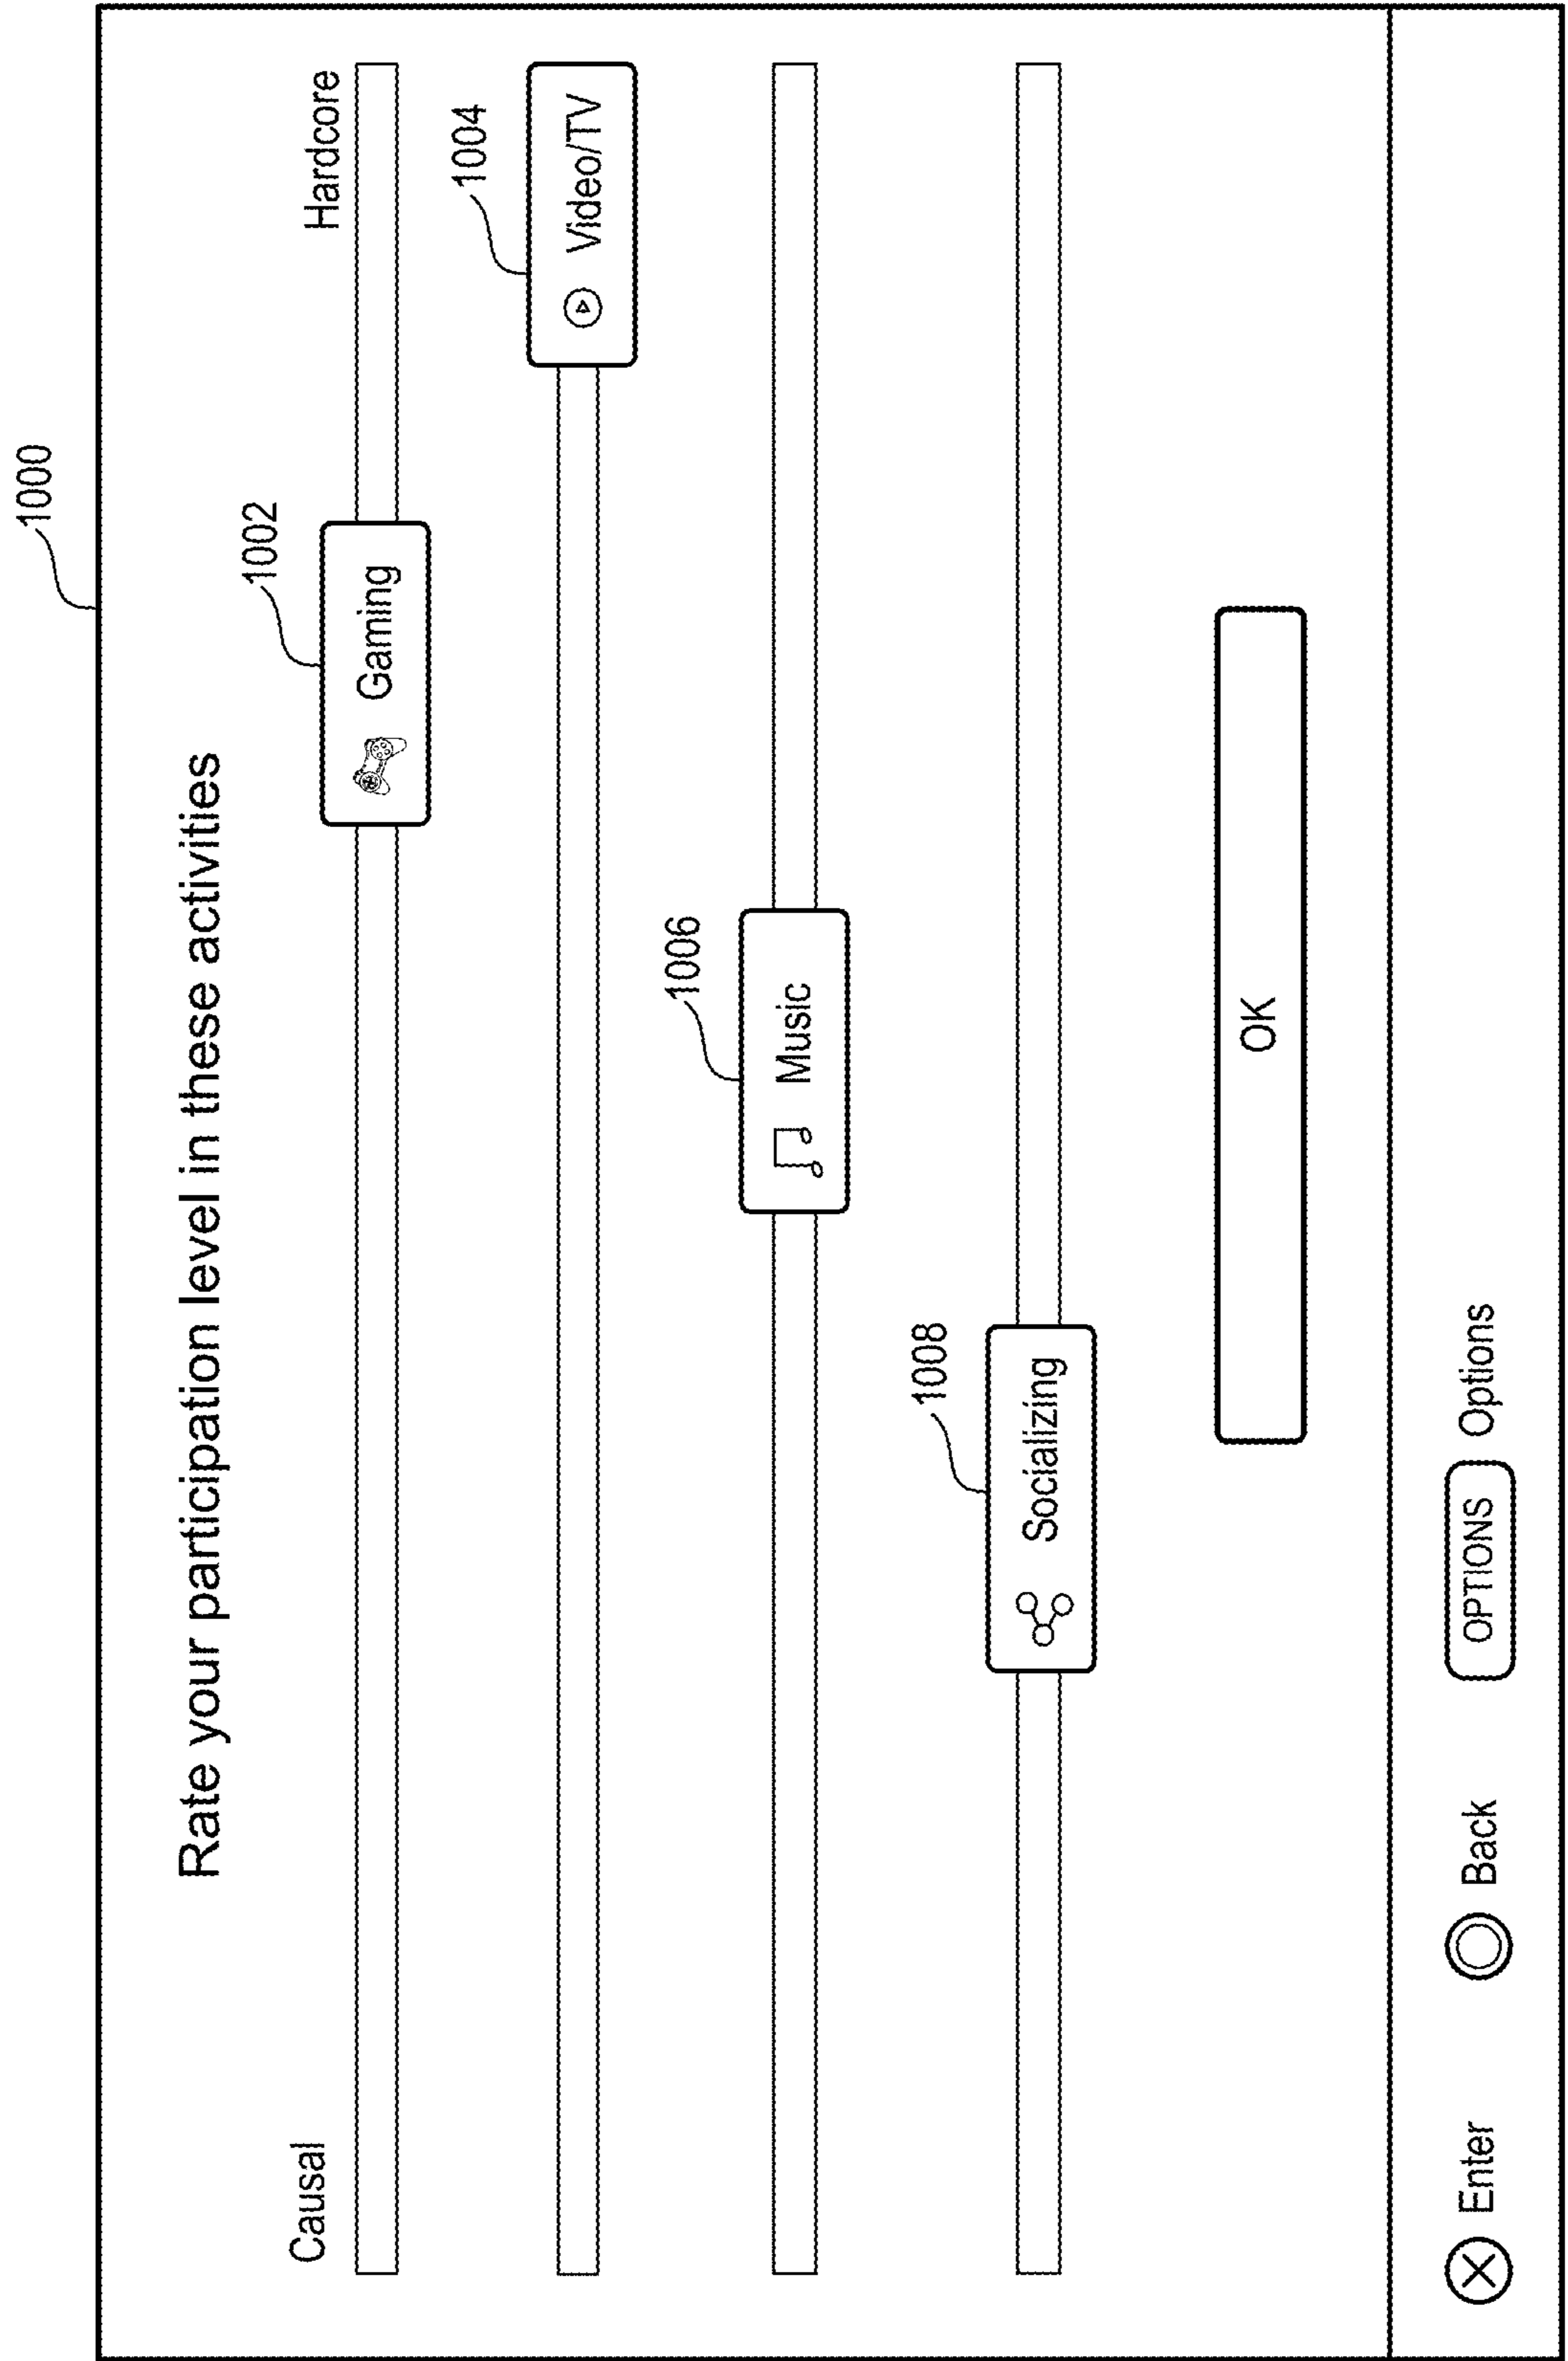 1000
Rate your participation level in these activities
Causal
Hardcore
1002
Gaming
1004
Video/TV
1006
Music
1008
Socializing
OK
Enter
Back
OPTIONS Options